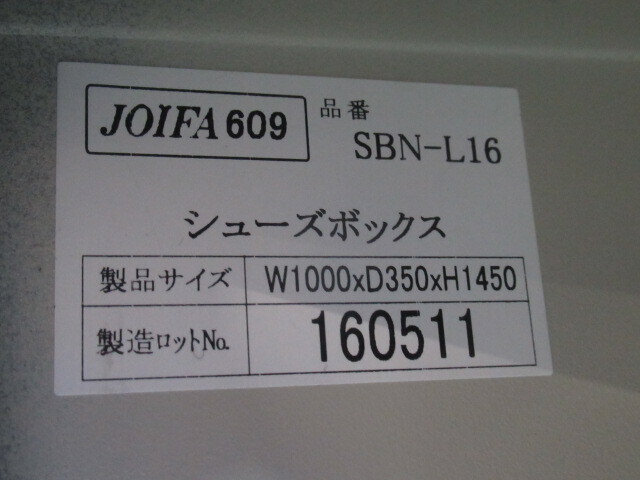 JOIFA 609
品番
SBN-L16
シューズボックス
製品サイズ W1000xD350xH1450
製造ロットNo. 160511